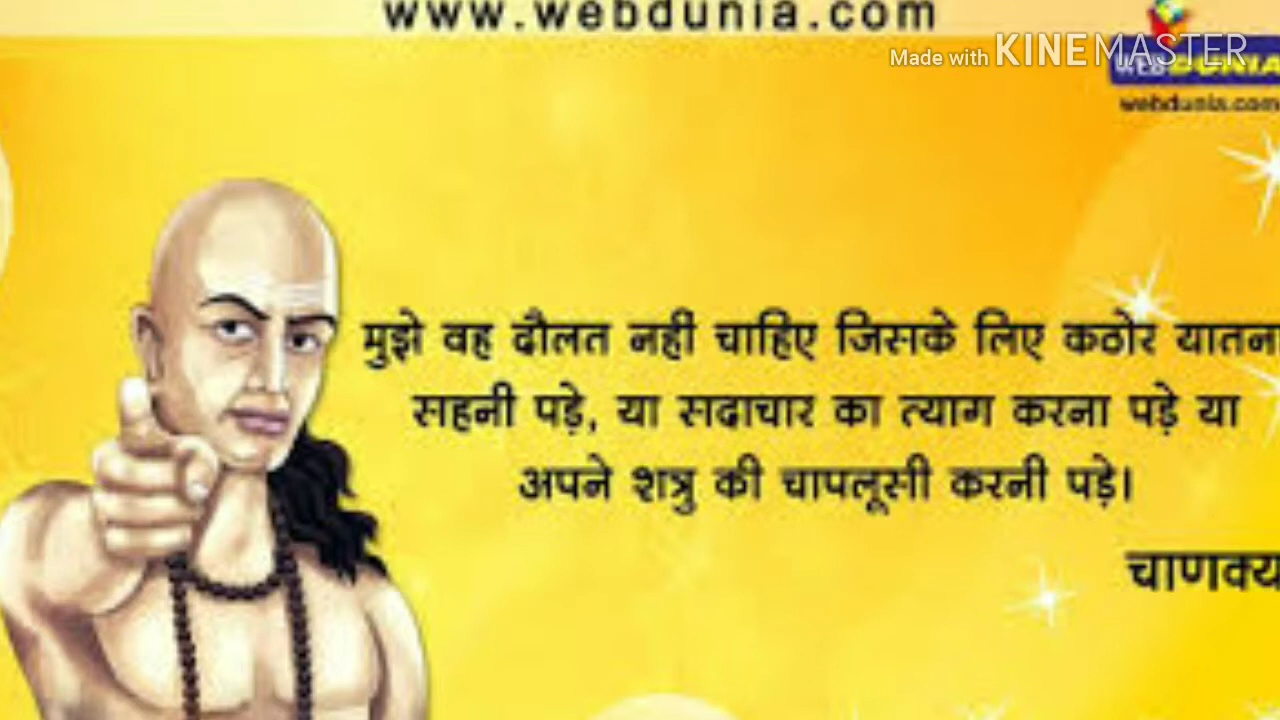 www.webdunia.com
Made with KINEMASTER
WEBDUNIA
webdunia.com
मुझे वह दौलत नहीं चाहिए जिसके लिए कठोर यातन
सहनी पड़े, या सदाचार का त्याग करना पड़े या
अपने शत्रु की चापलूसी करनी पड़े।
चाणक्य